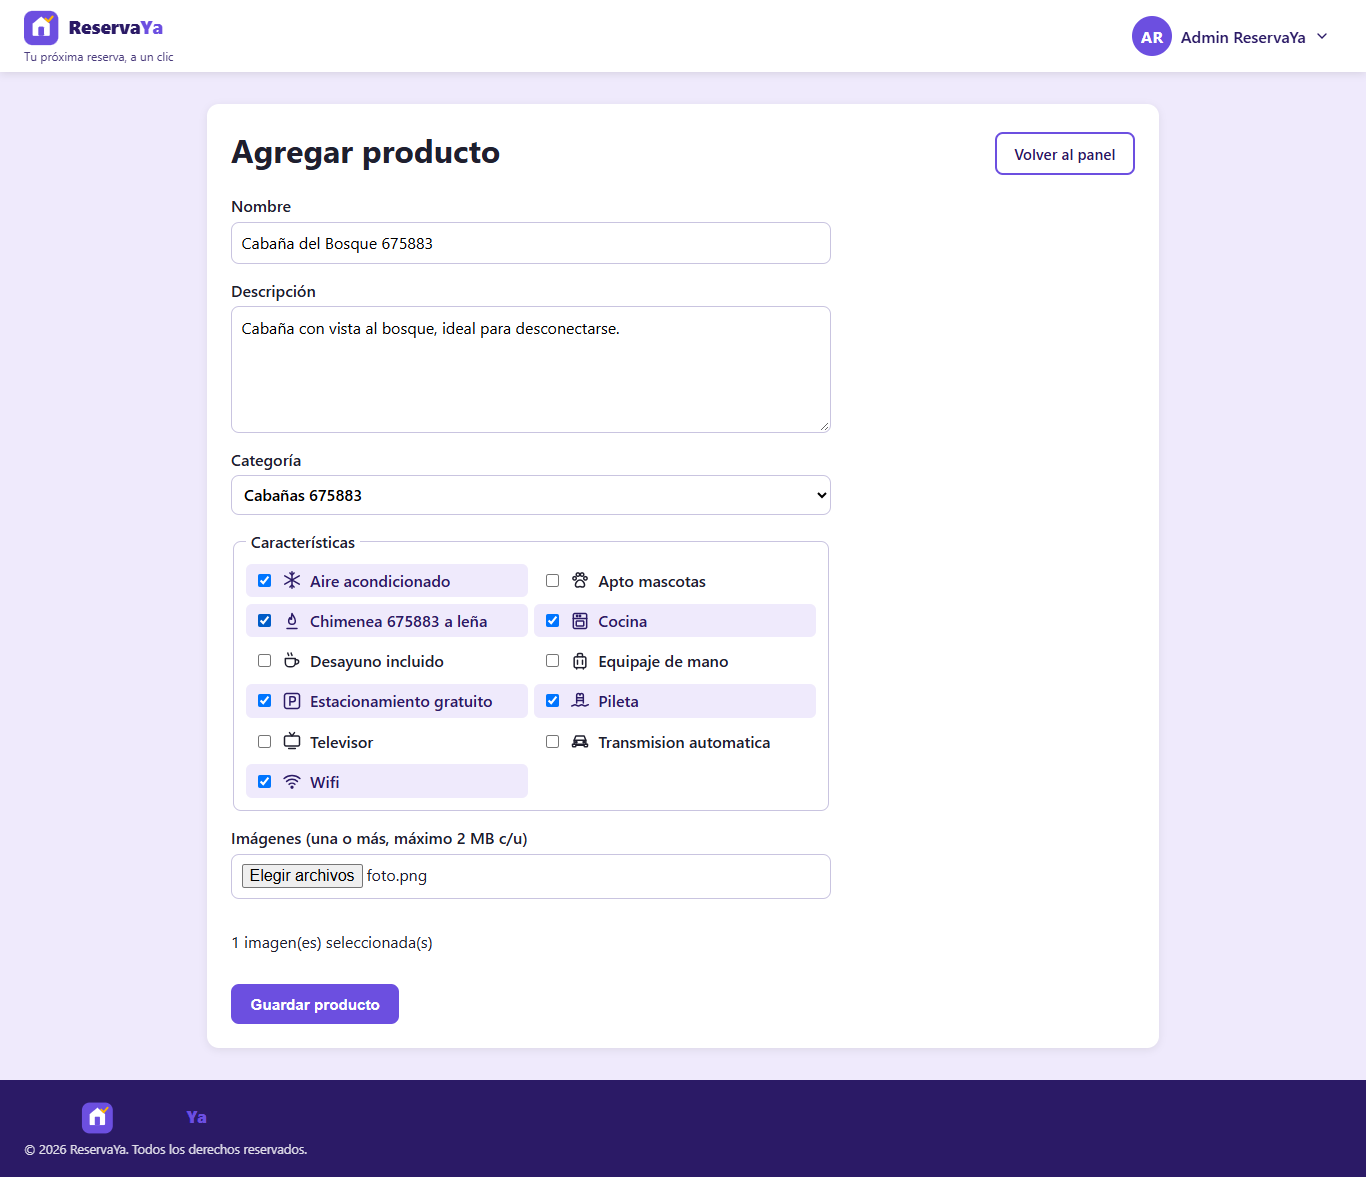 ReservaYa
Tu próxima reserva, a un clic
AR Admin ReservaYa
Agregar producto
Volver al panel
Nombre
Cabaña del Bosque 675883
Descripción
Cabaña con vista al bosque, ideal para desconectarse.
Categoría
Cabañas 675883
Características
Aire acondicionado
Apto mascotas
Chimenea 675883 a leña
Cocina
Desayuno incluido
Equipaje de mano
Estacionamiento gratuito
Pileta
Televisor
Transmision automatica
Wifi
Imágenes (una o más, máximo 2 MB c/u)
Elegir archivos foto.png
1 imagen(es) seleccionada(s)
Guardar producto
Ya
© 2026 ReservaYa. Todos los derechos reservados.